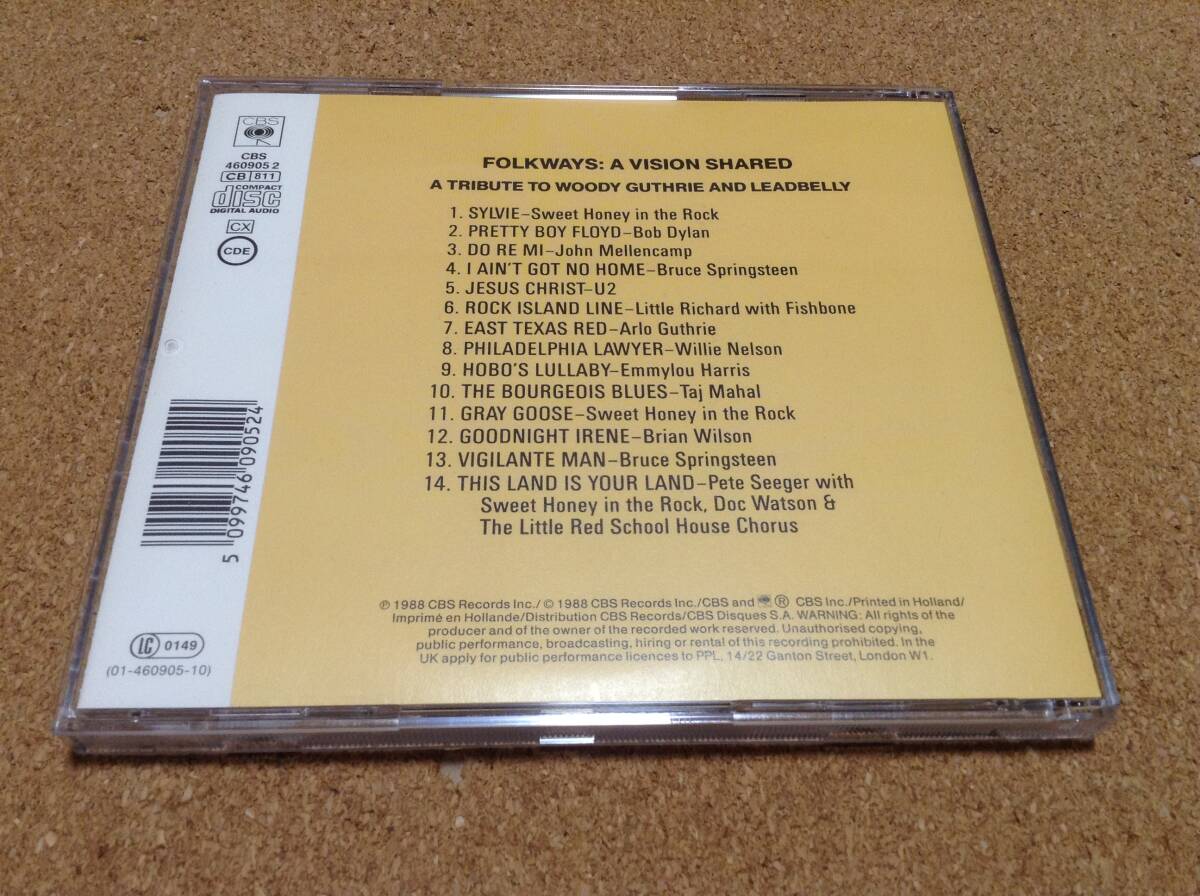 CBS
CBS
460905 2
CB 811
COMPACT
disc
DIGITAL AUDIO
CX
CDE
5 099746 090524
LC 0149
(01-460905-10)
FOLKWAYS: A VISION SHARED
A TRIBUTE TO WOODY GUTHRIE AND LEADBELLY
1. SYLVIE–Sweet Honey in the Rock
2. PRETTY BOY FLOYD–Bob Dylan
3. DO RE MI–John Mellencamp
4. I AIN'T GOT NO HOME–Bruce Springsteen
5. JESUS CHRIST–U2
6. ROCK ISLAND LINE–Little Richard with Fishbone
7. EAST TEXAS RED–Arlo Guthrie
8. PHILADELPHIA LAWYER–Willie Nelson
9. HOBO'S LULLABY–Emmylou Harris
10. THE BOURGEOIS BLUES–Taj Mahal
11. GRAY GOOSE–Sweet Honey in the Rock
12. GOODNIGHT IRENE–Brian Wilson
13. VIGILANTE MAN–Bruce Springsteen
14. THIS LAND IS YOUR LAND–Pete Seeger with
Sweet Honey in the Rock, Doc Watson &
The Little Red School House Chorus
℗ 1988 CBS Records Inc./ © 1988 CBS Records Inc./CBS and ® CBS Inc./Printed in Holland/
Imprimé en Hollande/Distribution CBS Records/CBS Disques S.A. WARNING: All rights of the
producer and of the owner of the recorded work reserved. Unauthorised copying,
public performance, broadcasting, hiring or rental of this recording prohibited. In the
UK apply for public performance licences to PPL, 14/22 Ganton Street, London W1.